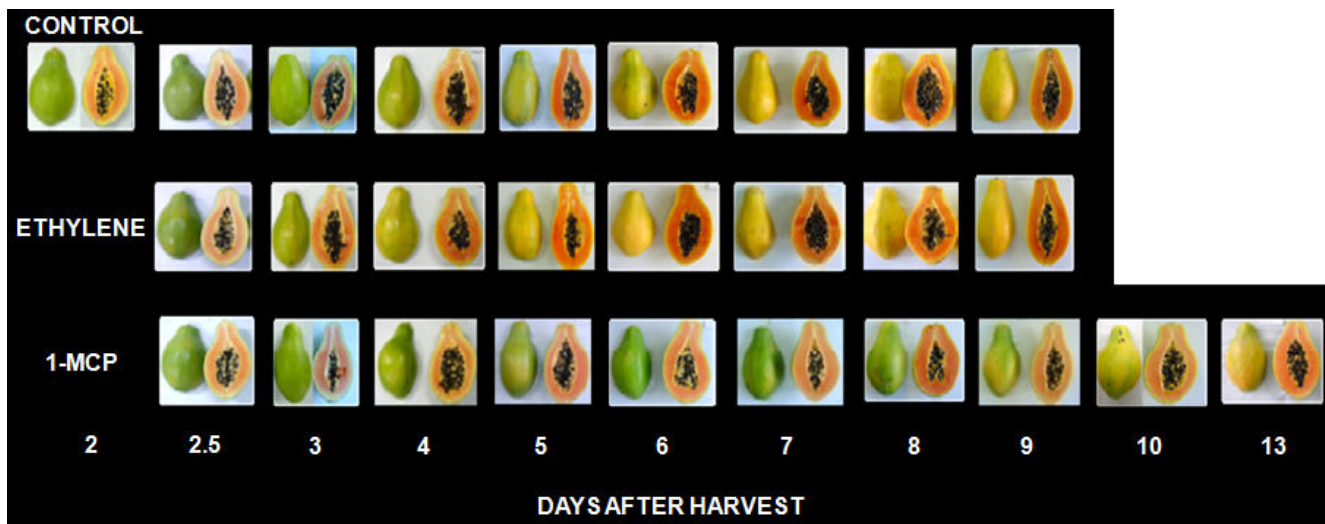 CONTROL
ETHYLENE
1-MCP
2 2.5 3 4 5 6 7 8 9 10 13
DAYS AFTER HARVEST